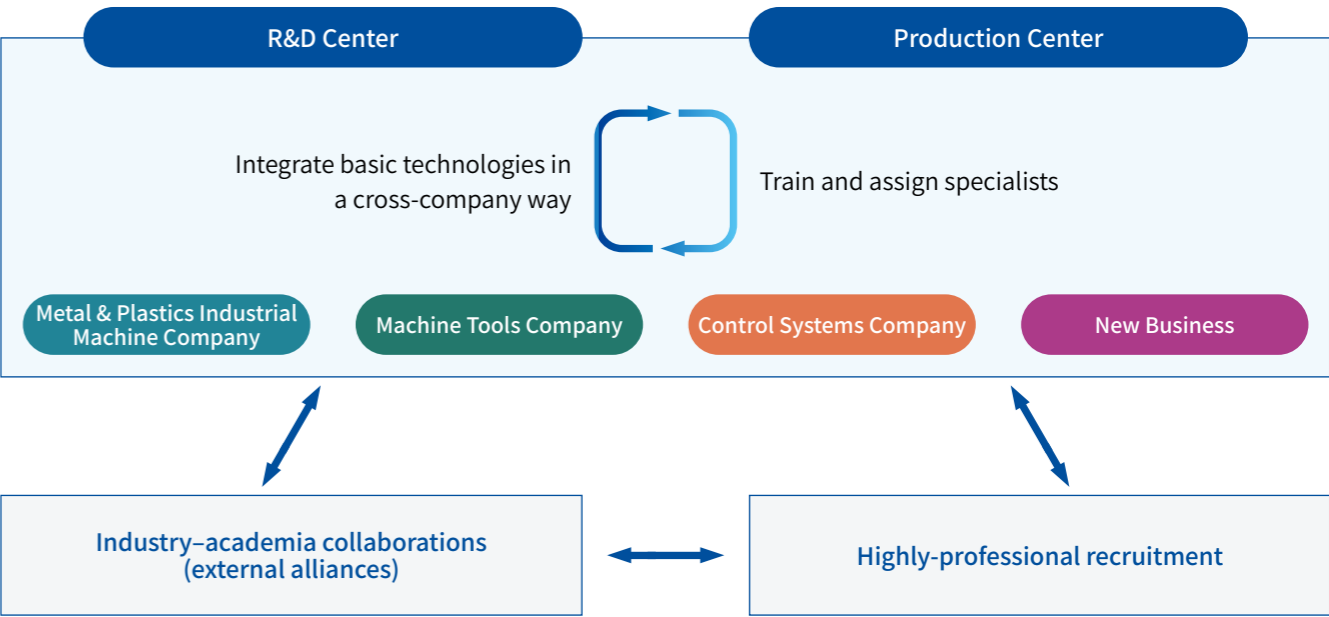 R&D Center
Production Center
Integrate basic technologies in
a cross-company way
Train and assign specialists
Metal & Plastics Industrial
Machine Company
Machine Tools Company
Control Systems Company
New Business
Industry–academia collaborations
(external alliances)
Highly-professional recruitment